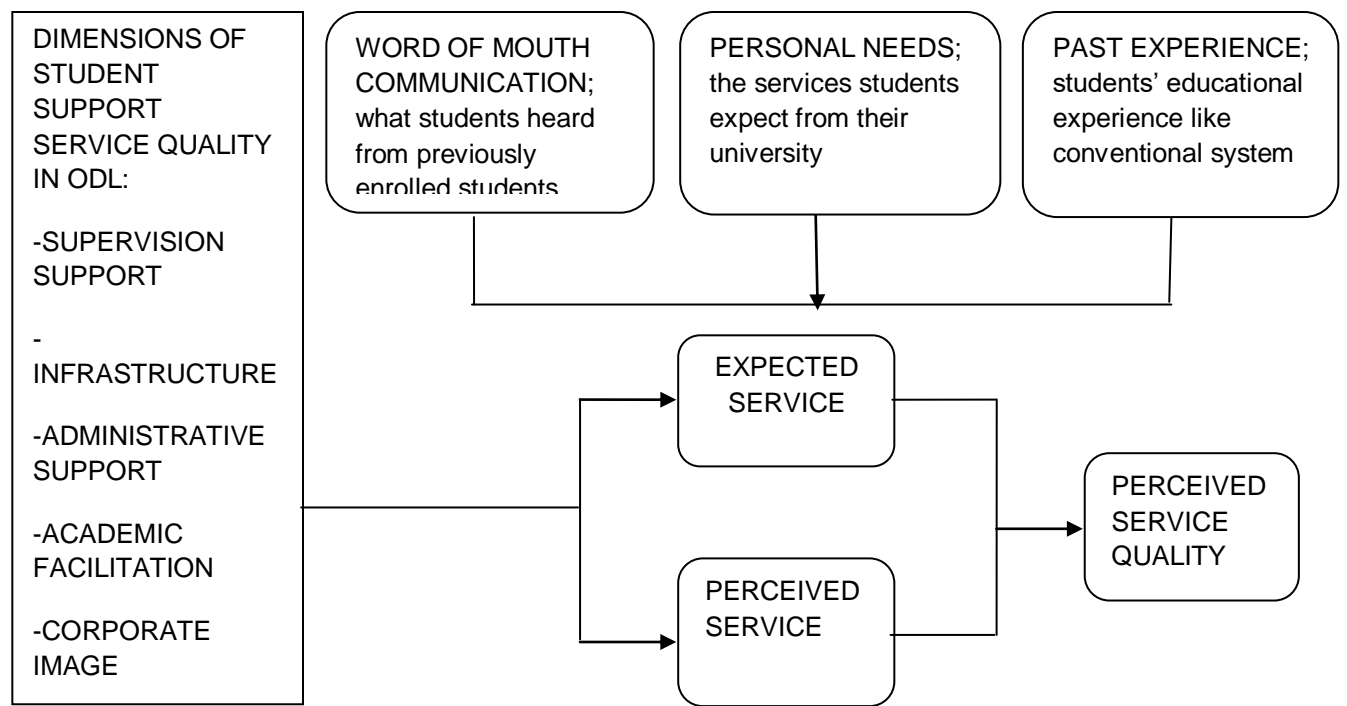 DIMENSIONS OF
STUDENT
SUPPORT
SERVICE QUALITY
IN ODL:
-SUPERVISION
SUPPORT
-
INFRASTRUCTURE
-ADMINISTRATIVE
SUPPORT
-ACADEMIC
FACILITATION
-CORPORATE
IMAGE
WORD OF MOUTH
COMMUNICATION;
what students heard
from previously
enrolled students
PERSONAL NEEDS;
the services students
expect from their
university
PAST EXPERIENCE;
students’ educational
experience like
conventional system
EXPECTED
SERVICE
PERCEIVED
SERVICE
PERCEIVED
SERVICE
QUALITY